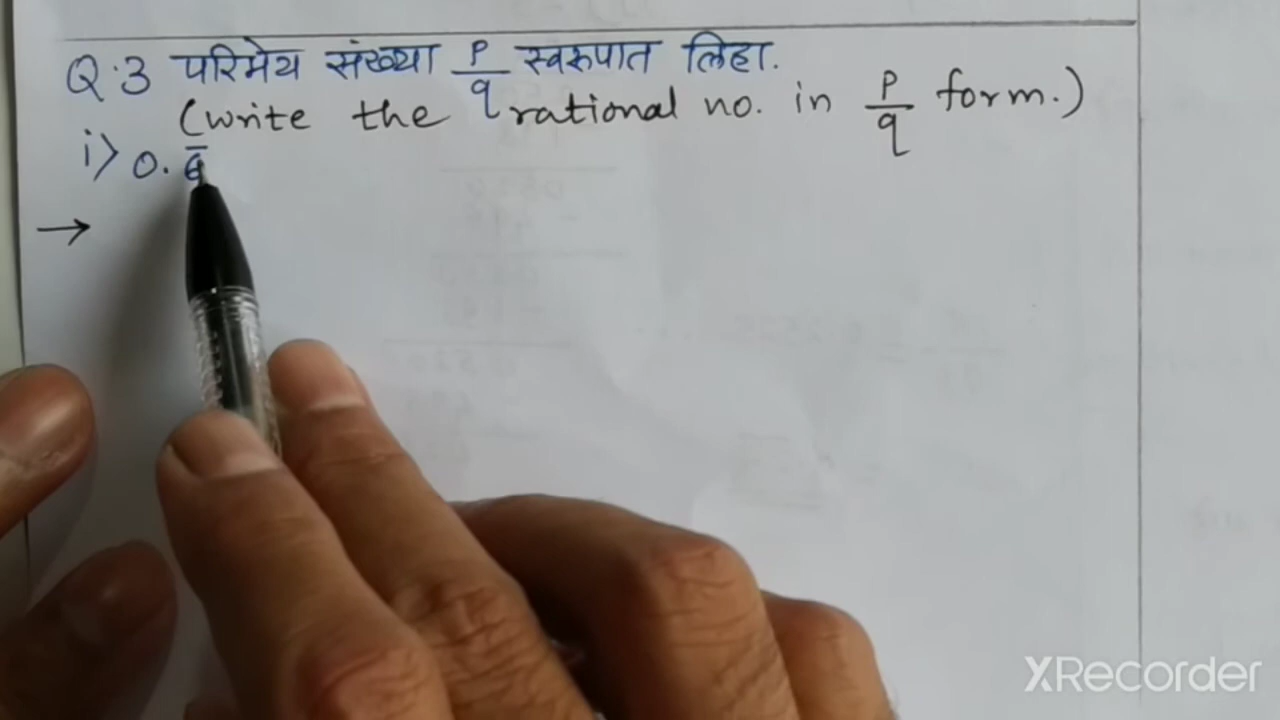 Q.3 परिमेय संख्या p/q स्वरुपात लिहा.
(write the rational no. in p/q form.)
i> 0.
→
XRecorder